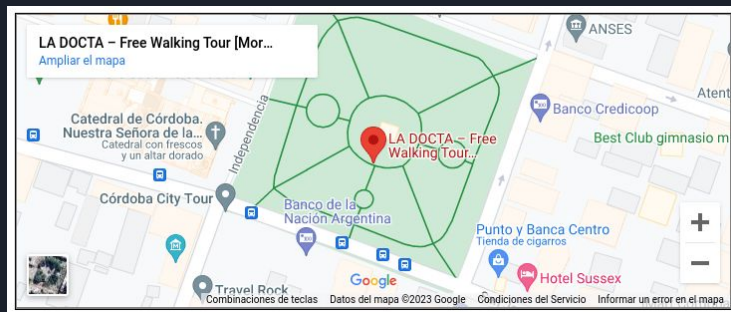 LA DOCTA – Free Walking Tour [Mor...
Ampliar el mapa
ANSES
Atent
Banco Credicoop
Best Club gimnasio m
Independencia
Catedral de Córdoba.
Nuestra Señora de la...
Catedral con frescos
y un altar dorado
LA DOCTA – Free
Walking Tour...
Córdoba City Tour
Banco de la
Nación Argentina
Punto y Banca Centro
Tienda de cigarros
Hotel Sussex
Travel Rock
Google
+
−
Combinaciones de teclas Datos del mapa ©2023 Google Condiciones del Servicio Informar un error en el mapa